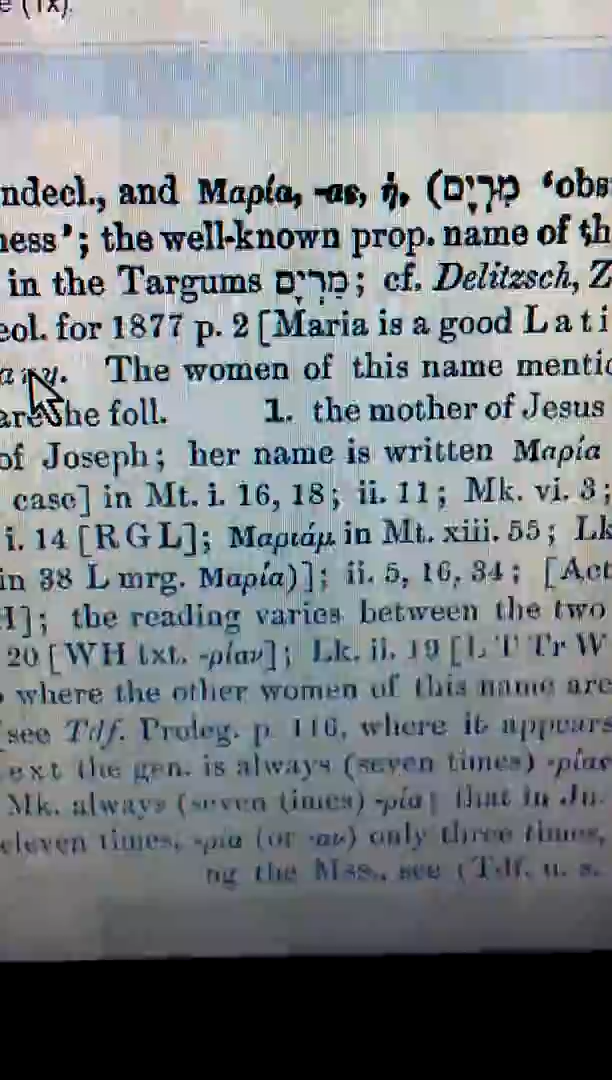 e (1x).
ndecl., and Μαρία, -ας, ἡ, (מִרְיָם 'obs
ness'; the well-known prop. name of th
in the Targums מַרְיָם; cf. Delitzsch, Z
eol. for 1877 p. 2 [Maria is a good Lati
The women of this name mentio
are the foll. 1. the mother of Jesus
of Joseph; her name is written Μαρία
case] in Mt. i. 16, 18; ii. 11; Mk. vi. 3;
i. 14 [R G L]; Μαριάμ in Mt. xiii. 55; Lk
in 38 L mrg. Μαρία)]; ii. 5, 16, 34; [Act
H]; the reading varies between the two
20 [WH txt. -ρίαν]; Lk. ii. 19 [L T Tr W
where the other women of this name are
[see Tdf. Proleg. p. 116, where it appears
ext the gen. is always (seven times) -ρίας
Mk. always (seven times) -ρία; that in Jn.
eleven times, -ρία (or -αν) only three times,
ng the Mss., see (Tdf. u. s.